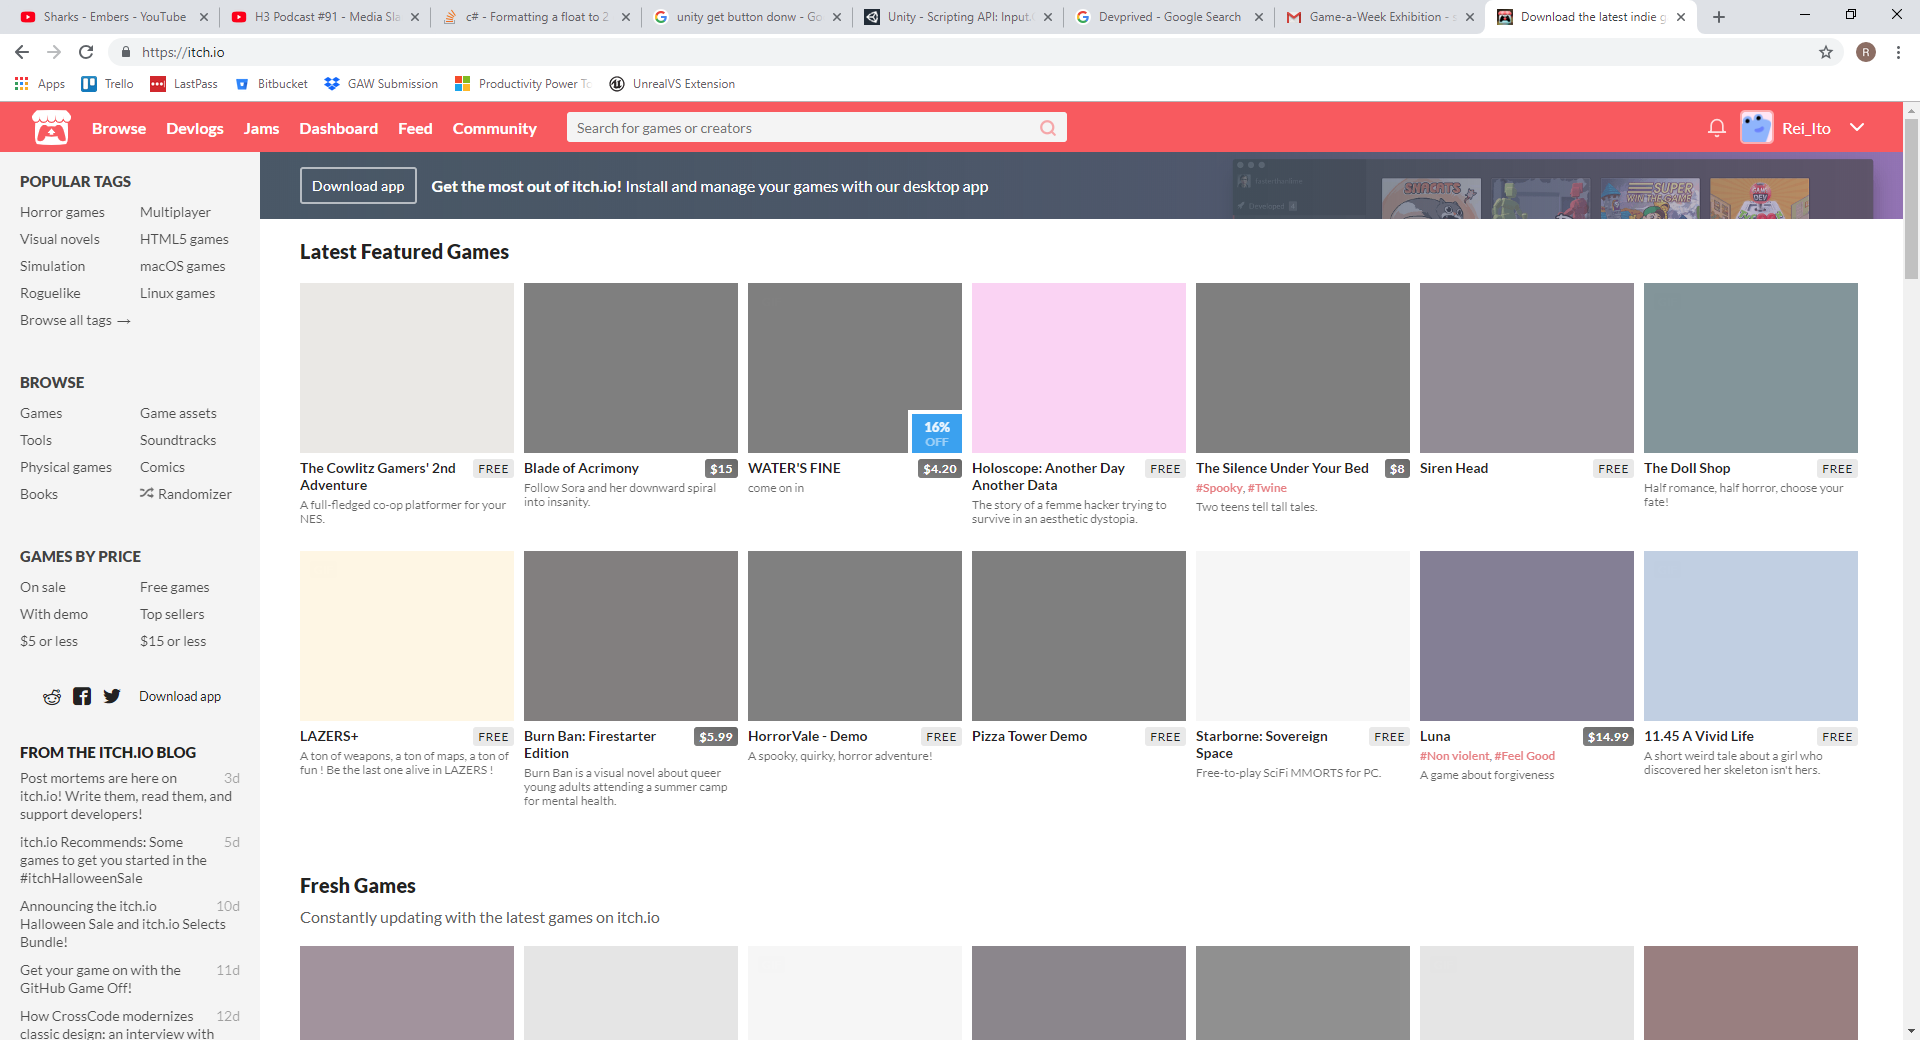 Sharks - Embers - YouTube
H3 Podcast #91 - Media Sla
c# - Formatting a float to 2
unity get button donw - Go
Unity - Scripting API: Input.
Devprived - Google Search
Game-a-Week Exhibition - s
Download the latest indie g
https://itch.io
R
Apps
Trello
LastPass
Bitbucket
GAW Submission
Productivity Power To
UnrealVS Extension
Browse
Devlogs
Jams
Dashboard
Feed
Community
Search for games or creators
Rei_Ito
POPULAR TAGS
Horror games Multiplayer
Visual novels HTML5 games
Simulation macOS games
Roguelike Linux games
Browse all tags →
BROWSE
Games Game assets
Tools Soundtracks
Physical games Comics
Books Randomizer
GAMES BY PRICE
On sale Free games
With demo Top sellers
$5 or less $15 or less
Download app
FROM THE ITCH.IO BLOG
Post mortems are here on 3d
itch.io! Write them, read them, and
support developers!
itch.io Recommends: Some 5d
games to get you started in the
#itchHalloweenSale
Announcing the itch.io 10d
Halloween Sale and itch.io Selects
Bundle!
Get your game on with the 11d
GitHub Game Off!
How CrossCode modernizes 12d
classic design: an interview with
Download app
Get the most out of itch.io! Install and manage your games with our desktop app
Developed
SNACATS
SUPER
WIN THE GAME
GAME
DEV
Latest Featured Games
The Cowlitz Gamers' 2nd FREE
Adventure
A full-fledged co-op platformer for your
NES.
Blade of Acrimony $15
Follow Sora and her downward spiral
into insanity.
16%
OFF
WATER'S FINE $4.20
come on in
Holoscope: Another Day FREE
Another Data
The story of a femme hacker trying to
survive in an aesthetic dystopia.
The Silence Under Your Bed $8
#Spooky, #Twine
Two teens tell tall tales.
Siren Head FREE
The Doll Shop FREE
Half romance, half horror, choose your
fate!
LAZERS+ FREE
A ton of weapons, a ton of maps, a ton of
fun ! Be the last one alive in LAZERS !
Burn Ban: Firestarter $5.99
Edition
Burn Ban is a visual novel about queer
young adults attending a summer camp
for mental health.
HorrorVale - Demo FREE
A spooky, quirky, horror adventure!
Pizza Tower Demo FREE
Starborne: Sovereign FREE
Space
Free-to-play SciFi MMORTS for PC.
Luna $14.99
#Non violent, #Feel Good
A game about forgiveness
11.45 A Vivid Life FREE
A short weird tale about a girl who
discovered her skeleton isn't hers.
Fresh Games
Constantly updating with the latest games on itch.io